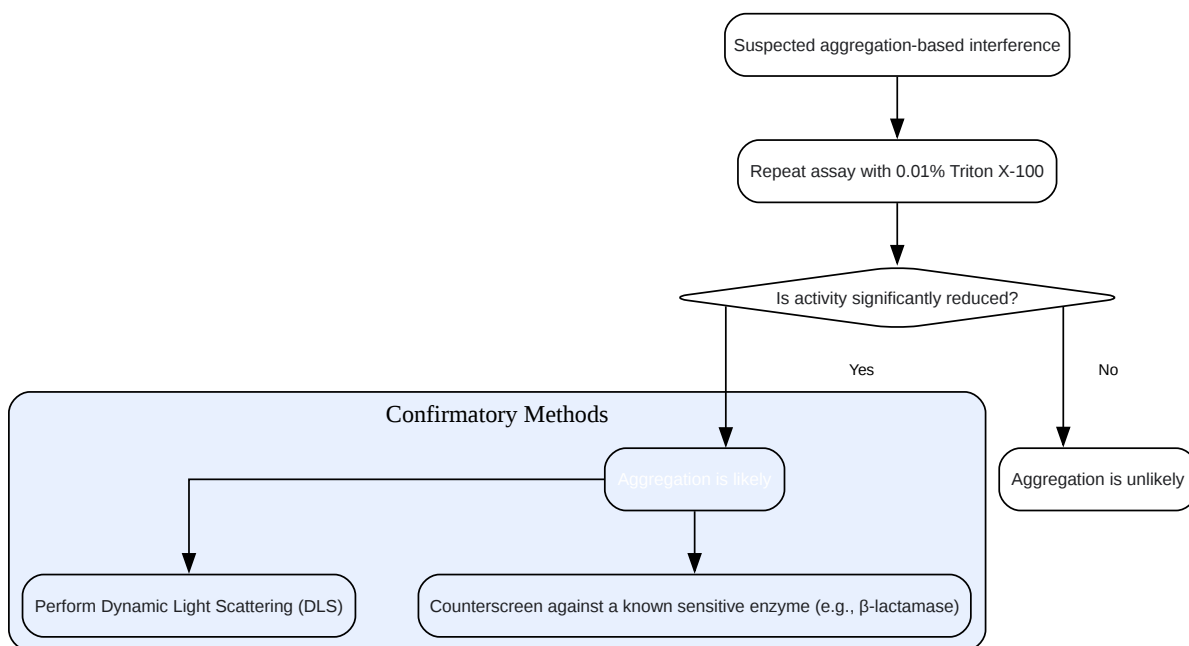 Suspected aggregation-based interference
Repeat assay with 0.01% Triton X-100
Is activity significantly reduced?
Yes
No
Confirmatory Methods
Aggregation is likely
Aggregation is unlikely
Perform Dynamic Light Scattering (DLS)
Counterscreen against a known sensitive enzyme (e.g., β-lactamase)